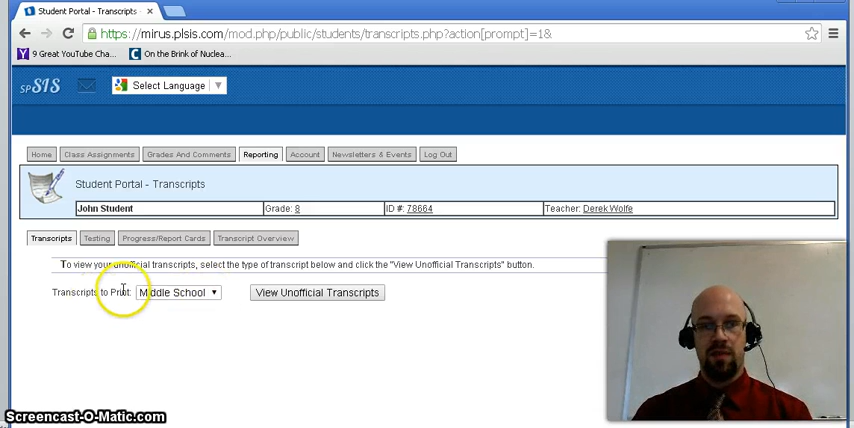 Student Portal - Transcripts -
https://mirus.plsis.com/mod.php/public/students/transcripts.php?action[prompt]=1&
9 Great YouTube Cha... On the Brink of Nuclea...
SPSIS Select Language
Home Class Assignments Grades And Comments Reporting Account Newsletters & Events Log Out
Student Portal - Transcripts
John Student Grade: 8 ID #: 78664 Teacher: Derek Wolfe
Transcripts Testing Progress/Report Cards Transcript Overview
To view your unofficial transcripts, select the type of transcript below and click the "View Unofficial Transcripts" button.
Transcripts to Print: Middle School View Unofficial Transcripts
Screencast-O-Matic.com